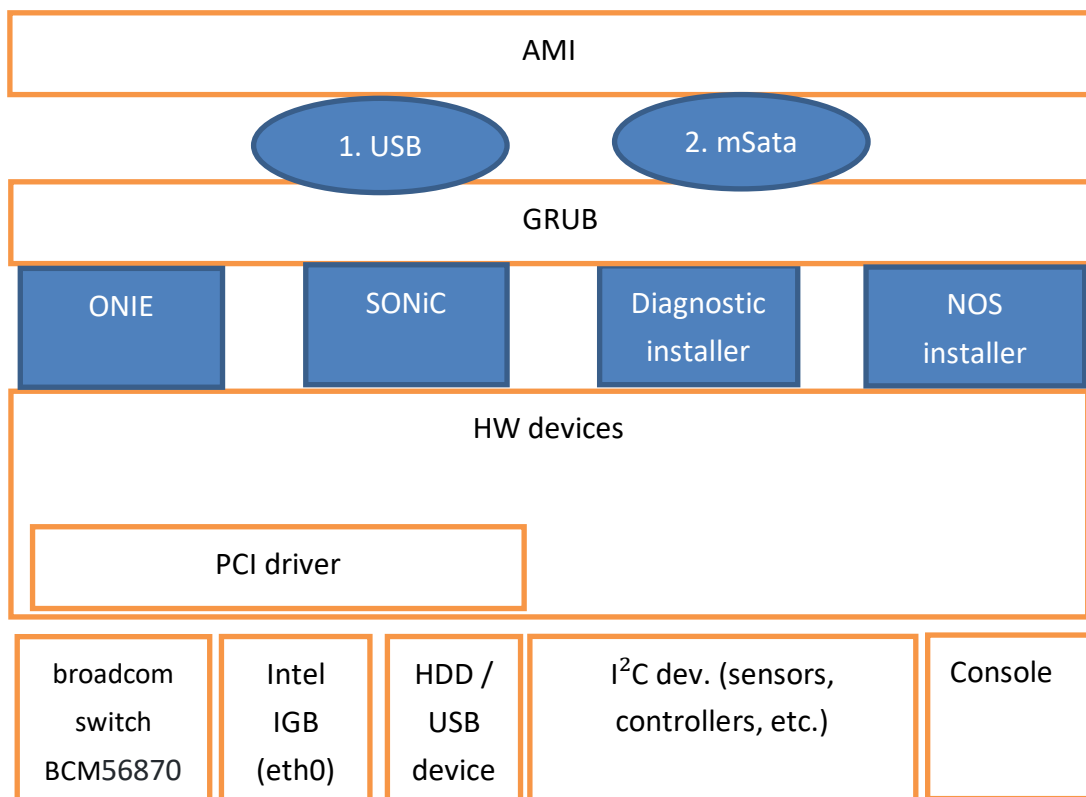 AMI
1. USB
2. mSata
GRUB
ONIE
SONiC
Diagnostic
installer
NOS
installer
HW devices
PCI driver
broadcom
switch
BCM56870
Intel
IGB
(eth0)
HDD /
USB
device
I²C dev. (sensors,
controllers, etc.)
Console